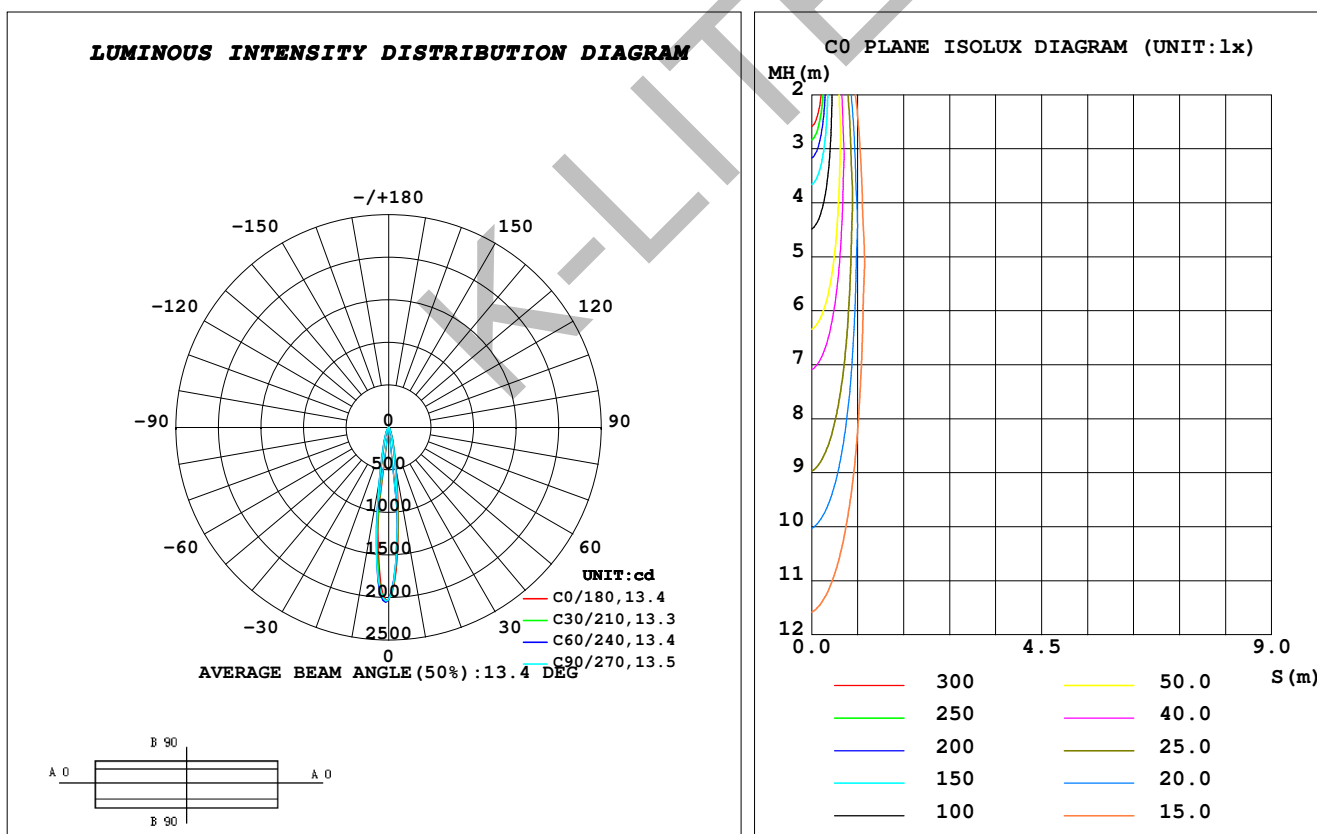 LUMINOUS INTENSITY DISTRIBUTION DIAGRAM
-/+180
-150
150
-120
120
-90
90
-60
60
-30
30
0
0
500
1000
1500
2000
2500
UNIT:cd
C0/180,13.4
C30/210,13.3
C60/240,13.4
C90/270,13.5
AVERAGE BEAM ANGLE(50%):13.4 DEG
B 90
A 0
A 0
B 90
K-LITE
C0 PLANE ISOLUX DIAGRAM (UNIT:lx)
MH(m)
2
3
4
5
6
7
8
9
10
11
12
0.0
4.5
9.0
S(m)
300
250
200
150
100
50.0
40.0
25.0
20.0
15.0